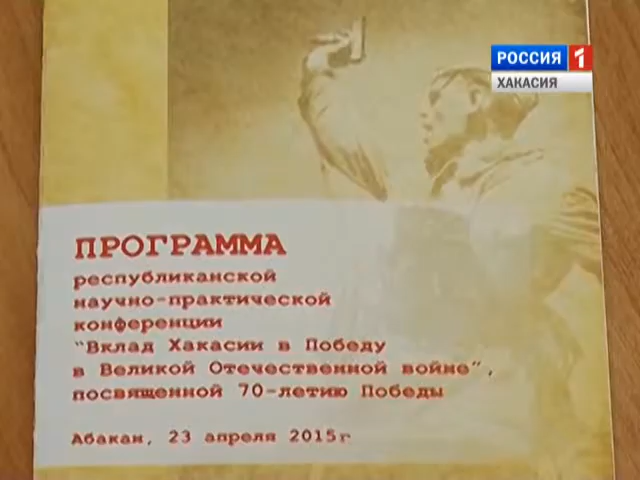 РОССИЯ 1
ХАКАСИЯ
ПРОГРАММА
республиканской
научно-практической
конференции
"Вклад Хакасии в Победу
в Великой Отечественной войне",
посвященной 70-летию Победы
Абакан, 23 апреля 2015г